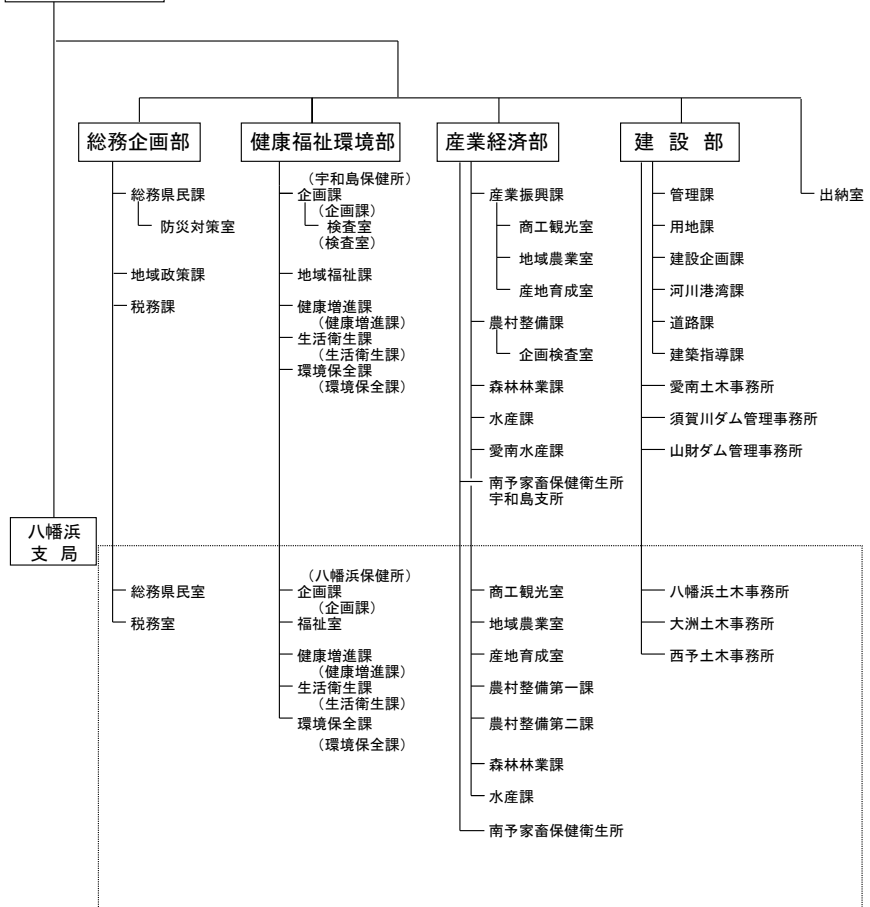 総務企画部
総務県民課
防災対策室
地域政策課
税務課
健康福祉環境部
（宇和島保健所）
企画課
（企画課）
検査室
（検査室）
地域福祉課
健康増進課
（健康増進課）
生活衛生課
（生活衛生課）
環境保全課
（環境保全課）
産業経済部
産業振興課
商工観光室
地域農業室
産地育成室
農村整備課
企画検査室
森林林業課
水産課
愛南水産課
南予家畜保健衛生所
宇和島支所
建設部
管理課
用地課
建設企画課
河川港湾課
道路課
建築指導課
愛南土木事務所
須賀川ダム管理事務所
山財ダム管理事務所
出納室
八幡浜
支局
総務県民室
税務室
（八幡浜保健所）
企画課
（企画課）
福祉室
健康増進課
（健康増進課）
生活衛生課
（生活衛生課）
環境保全課
（環境保全課）
商工観光室
地域農業室
産地育成室
農村整備第一課
農村整備第二課
森林林業課
水産課
南予家畜保健衛生所
八幡浜土木事務所
大洲土木事務所
西予土木事務所